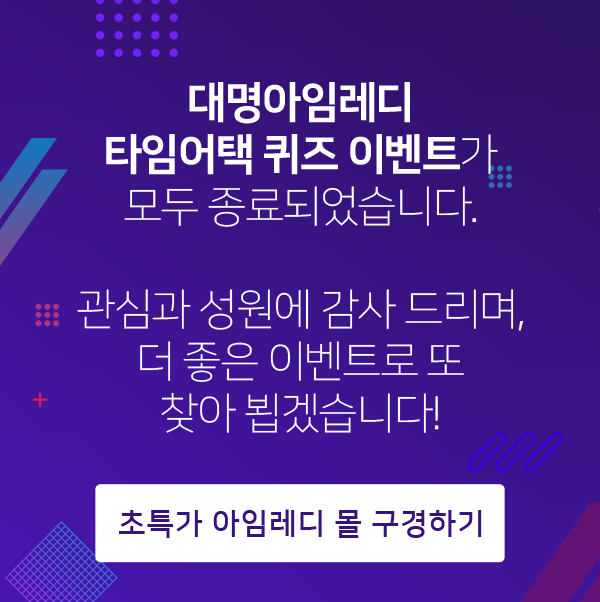 대명아임레디
타임어택 퀴즈 이벤트가
모두 종료되었습니다.
관심과 성원에 감사 드리며,
더 좋은 이벤트로 또
찾아 뵙겠습니다!
초특가 아임레디 몰 구경하기